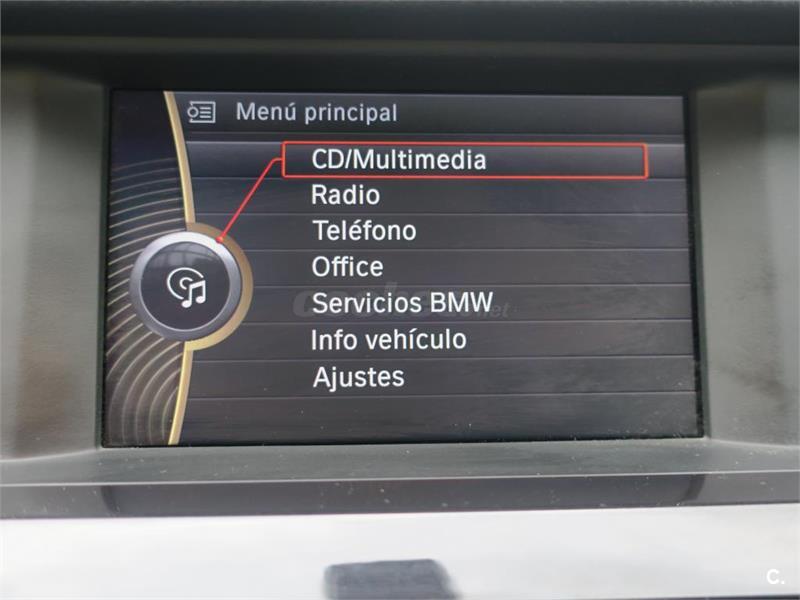 Menú principal
CD/Multimedia
Radio
Teléfono
Office
Servicios BMW
Info vehículo
Ajustes
C.